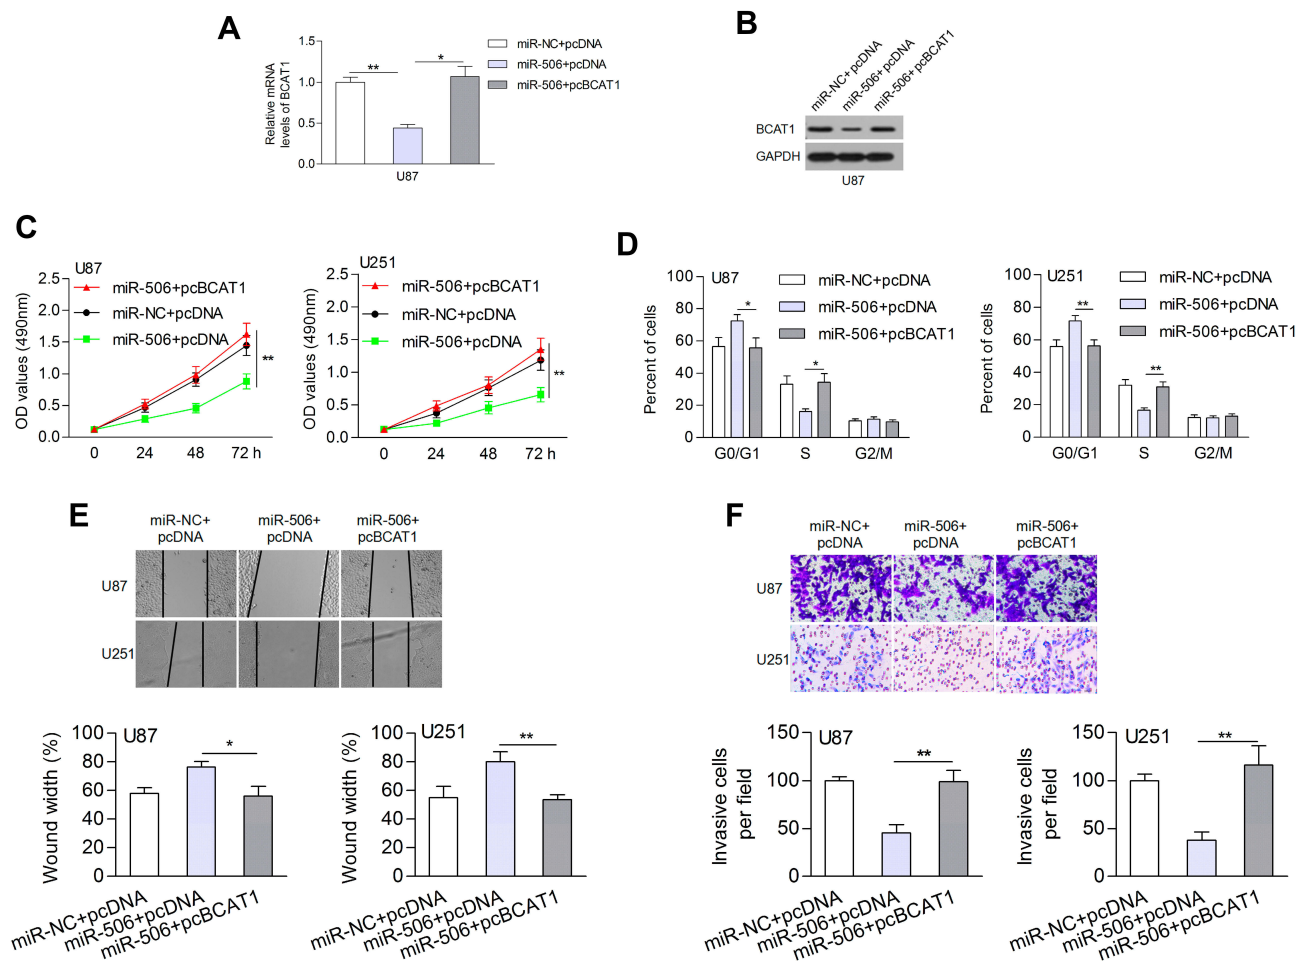 A
1.5
1.0
0.5
0.0
Relative mRNA
levels of BCAT1
**
*
U87
miR-NC+pcDNA
miR-506+pcDNA
miR-506+pcBCAT1
B
miR-NC+pcDNA
miR-506+pcDNA
miR-506+pcBCAT1
BCAT1
GAPDH
U87
C
U87
2.5
2.0
1.5
1.0
0.5
0.0
OD values (490nm)
miR-506+pcBCAT1
miR-NC+pcDNA
miR-506+pcDNA
**
0 24 48 72 h
U251
2.5
2.0
1.5
1.0
0.5
0.0
OD values (490nm)
miR-506+pcBCAT1
miR-NC+pcDNA
miR-506+pcDNA
**
0 24 48 72 h
D
U87
100
80
60
40
20
0
Percent of cells
miR-NC+pcDNA
miR-506+pcDNA
miR-506+pcBCAT1
*
*
G0/G1 S G2/M
U251
100
80
60
40
20
0
Percent of cells
miR-NC+pcDNA
miR-506+pcDNA
miR-506+pcBCAT1
**
**
G0/G1 S G2/M
E
miR-NC+
pcDNA
miR-506+
pcDNA
miR-506+
pcBCAT1
U87
U251
U87
100
80
60
40
20
0
Wound width (%)
*
miR-NC+pcDNA
miR-506+pcDNA
miR-506+pcBCAT1
U251
100
80
60
40
20
0
Wound width (%)
**
miR-NC+pcDNA
miR-506+pcDNA
miR-506+pcBCAT1
F
miR-NC+
pcDNA
miR-506+
pcDNA
miR-506+
pcBCAT1
U87
U251
U87
150
100
50
0
Invasive cells
per field
**
miR-NC+pcDNA
miR-506+pcDNA
miR-506+pcBCAT1
U251
150
100
50
0
Invasive cells
per field
**
miR-NC+pcDNA
miR-506+pcDNA
miR-506+pcBCAT1